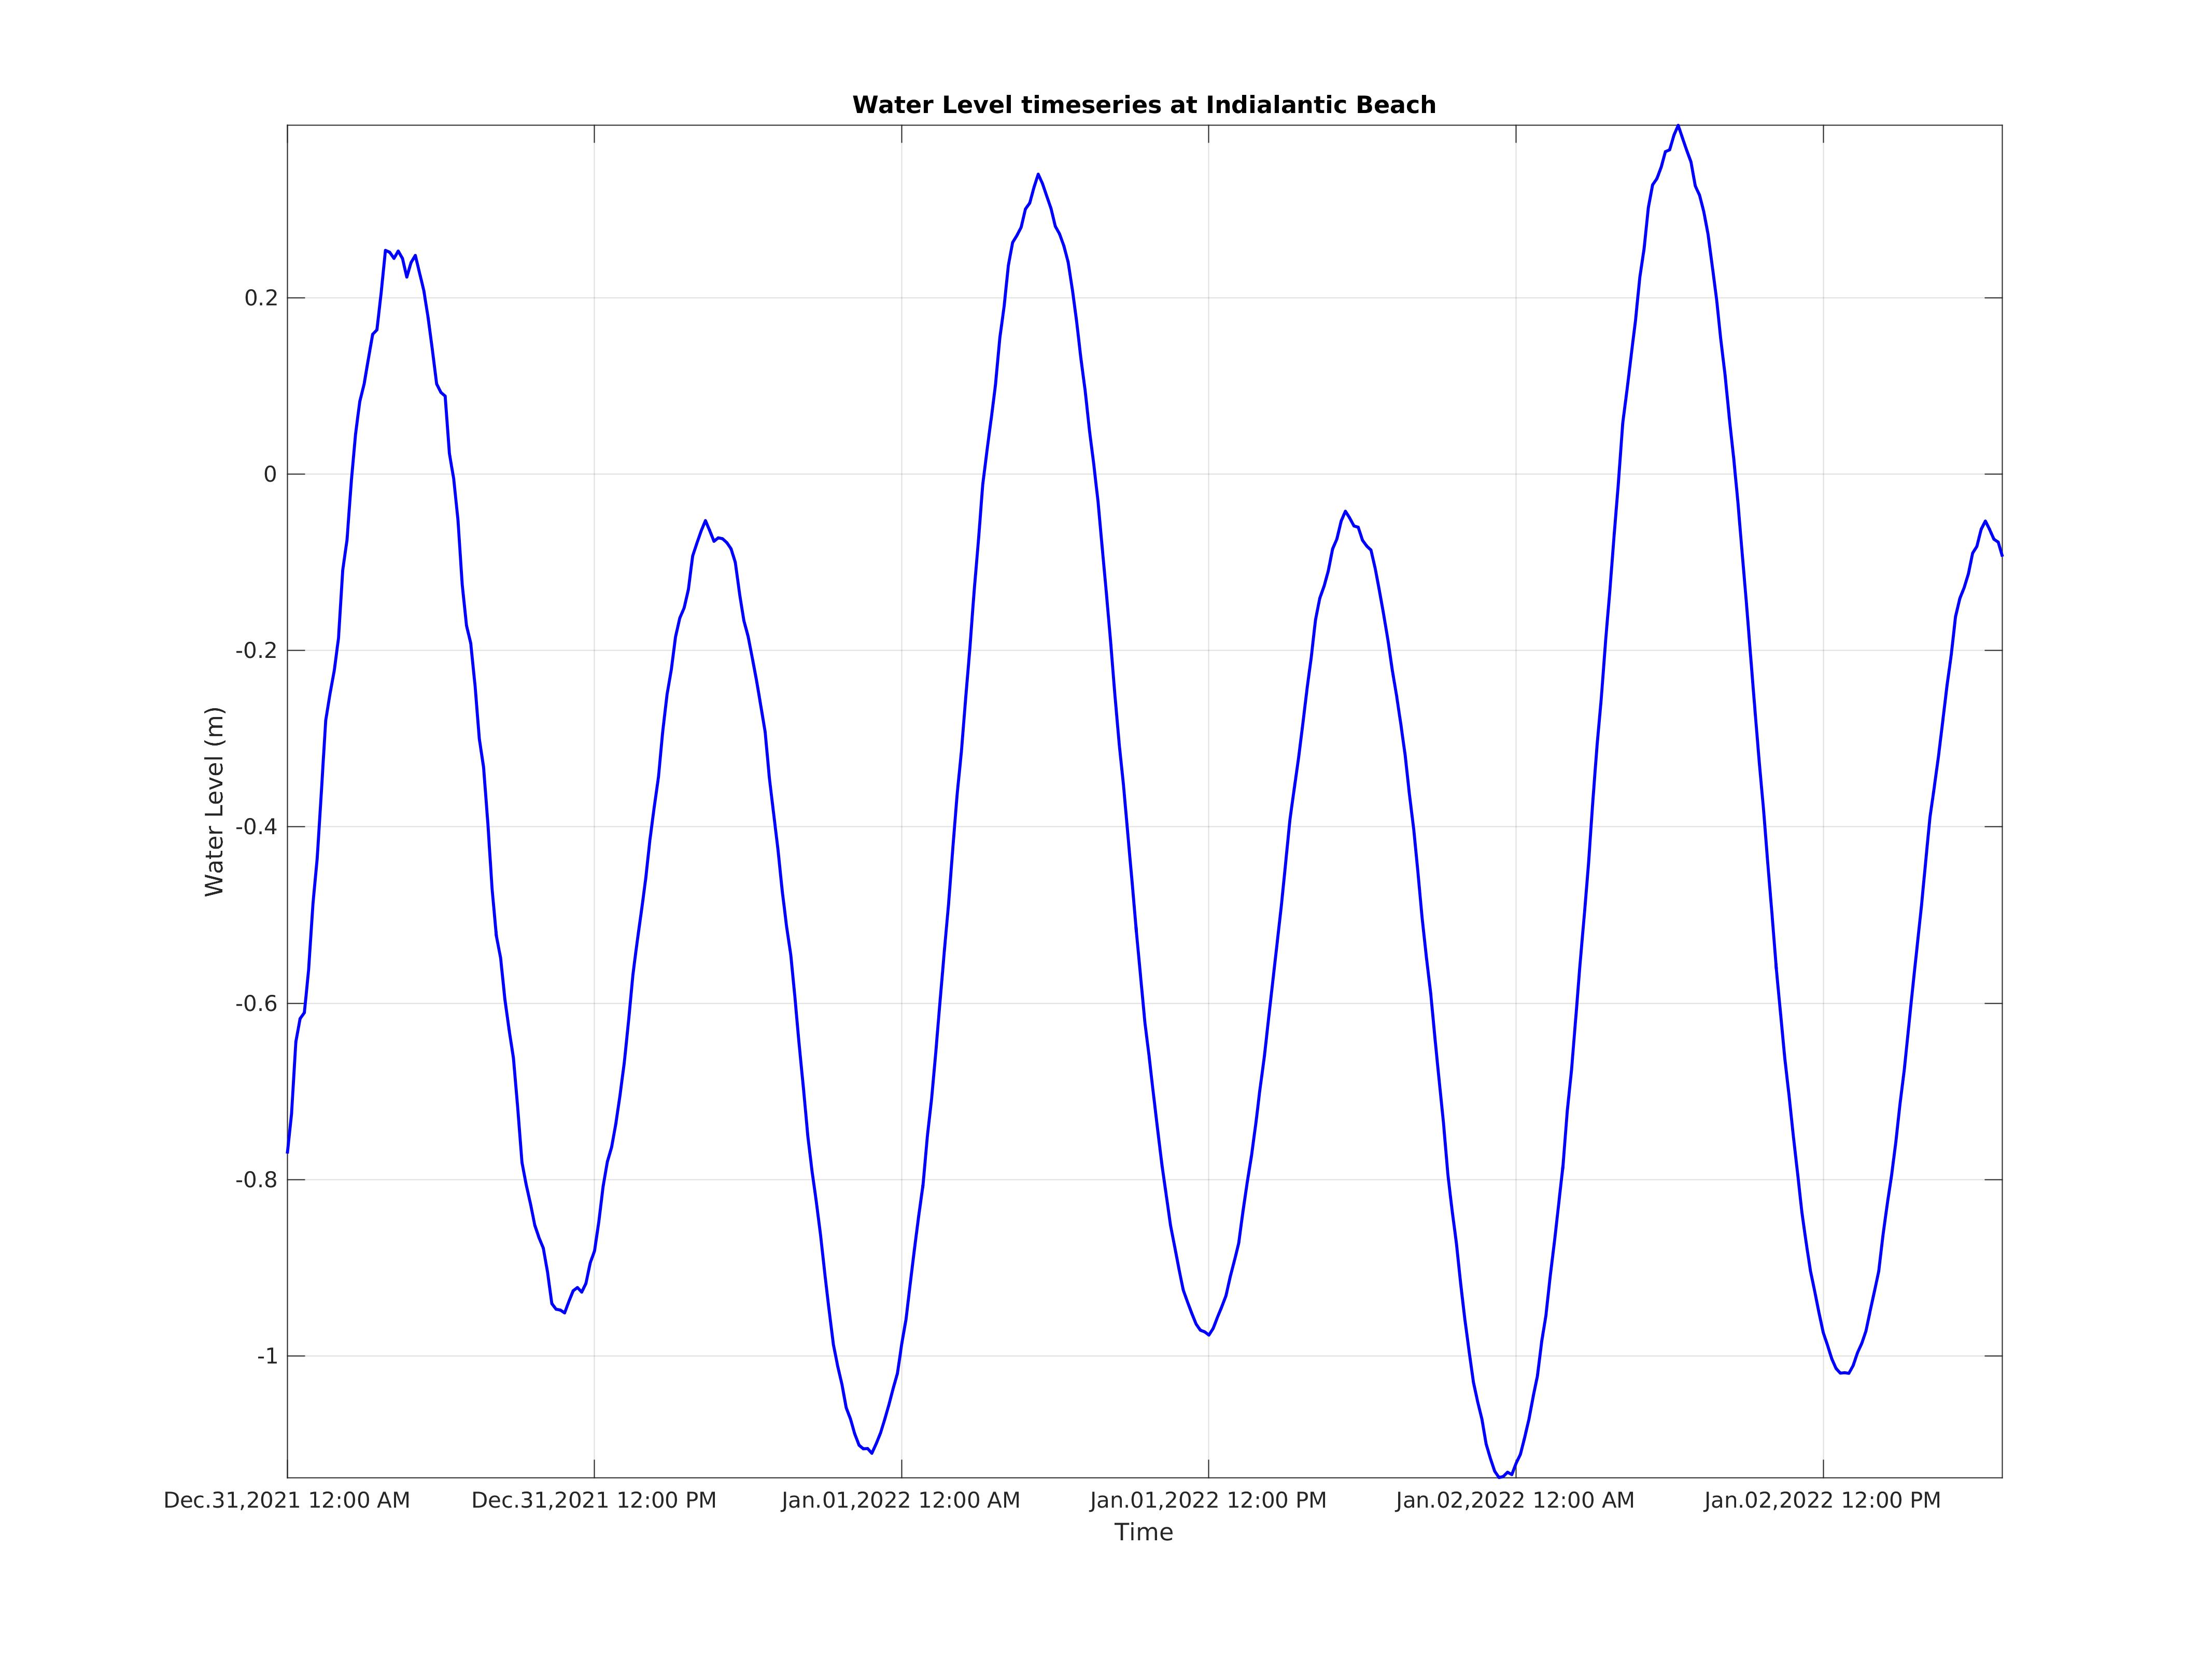 Water Level timeseries at Indialantic Beach
0.2
0
-0.2
-0.4
-0.6
-0.8
-1
Water Level (m)
Dec.31,2021 12:00 AM
Dec.31,2021 12:00 PM
Jan.01,2022 12:00 AM
Jan.01,2022 12:00 PM
Jan.02,2022 12:00 AM
Jan.02,2022 12:00 PM
Time